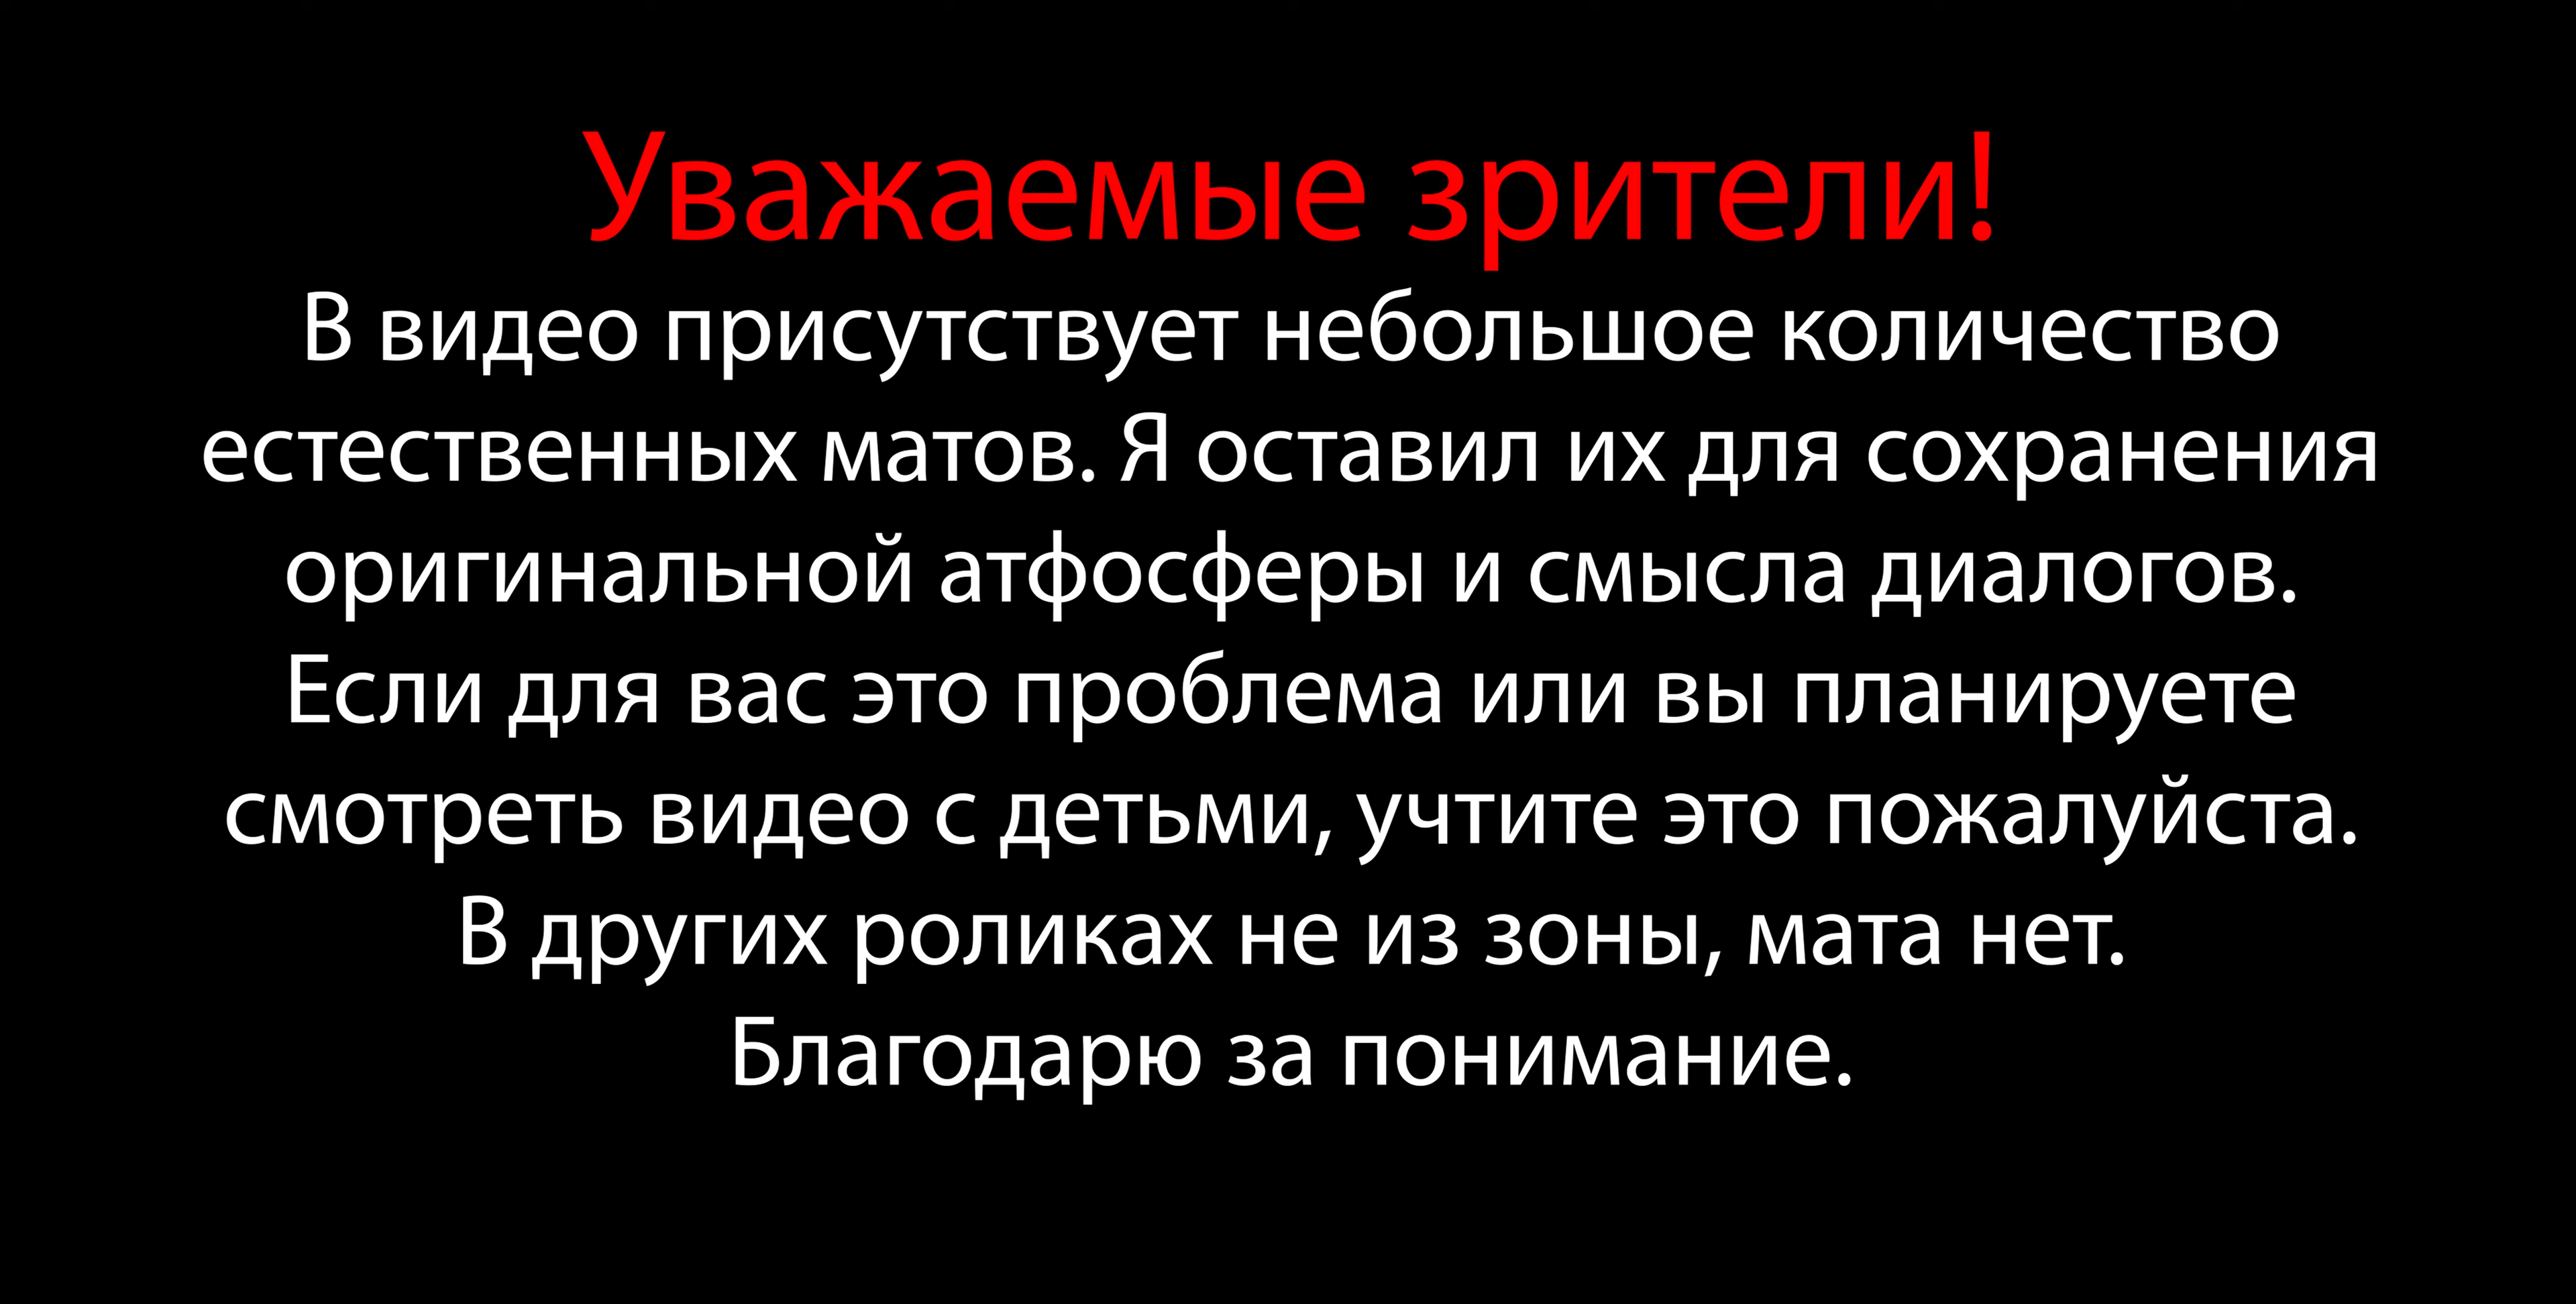 Уважаемые зрители!
В видео присутствует небольшое количество
естественных матов. Я оставил их для сохранения
оригинальной атфосферы и смысла диалогов.
Если для вас это проблема или вы планируете
смотреть видео с детьми, учтите это пожалуйста.
В других роликах не из зоны, мата нет.
Благодарю за понимание.